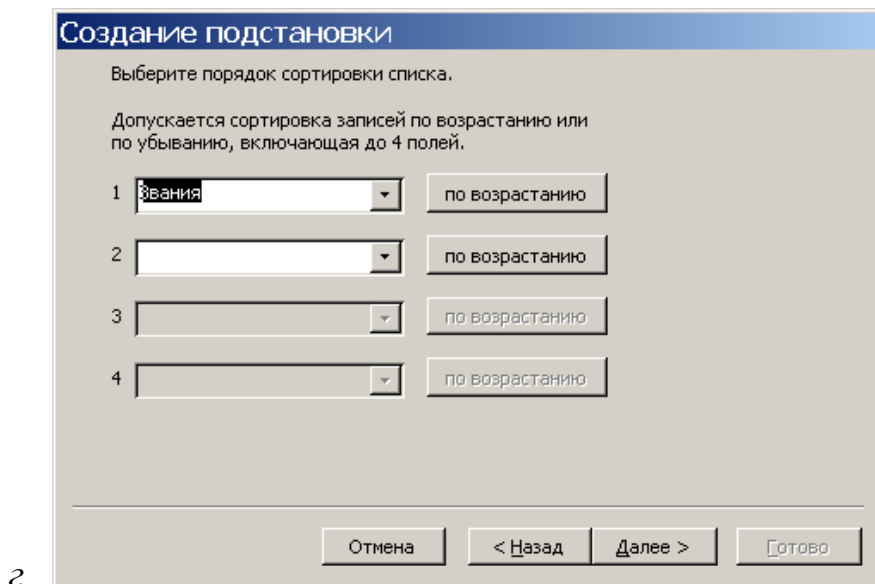 Создание подстановки
Выберите порядок сортировки списка.
Допускается сортировка записей по возрастанию или
по убыванию, включающая до 4 полей.
1 Звания по возрастанию
2 по возрастанию
3 по возрастанию
4 по возрастанию
Отмена < Назад Далее > Готово
г